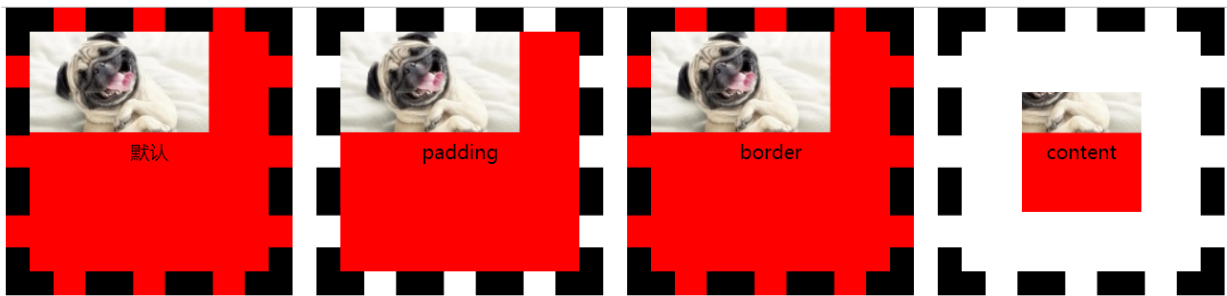 默认
padding
border
content